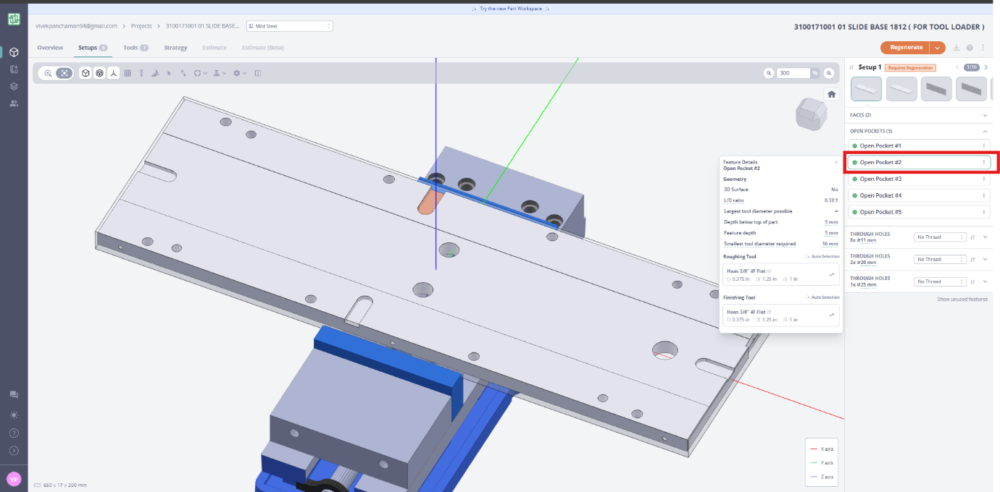 Try the new Part Workspace
vivekpanchaman94@gmail.com > Projects > 3100171001 01 SLIDE BASE... Mild Steel
3100171001 01 SLIDE BASE 1812 ( FOR TOOL LOADER )
Overview Setups 8 Tools 7 Strategy Estimate Estimate (Beta)
Regenerate
300 %
Setup 1 Requires Regeneration 1/10
FACES (2)
OPEN POCKETS (5)
Open Pocket #1
Open Pocket #2
Open Pocket #3
Open Pocket #4
Open Pocket #5
THROUGH HOLES
8x ø11 mm
No Thread
THROUGH HOLES
2x ø20 mm
No Thread
THROUGH HOLES
1x ø25 mm
No Thread
Show unused features
Feature Details
Open Pocket #2
Geometry
3D Surface No
L/D ratio 0.32:1
Largest tool diameter possible ∞
Depth below top of part 5 mm
Feature depth 5 mm
Smallest tool diameter required 16 mm
Roughing Tool Auto Selection
Haas 3/8" 4F Flat
0.375 in 1.25 in 1 in
Finishing Tool Auto Selection
Haas 3/8" 4F Flat
0.375 in 1.25 in 1 in
X axis
Y axis
Z axis
VP
650 x 17 x 200 mm